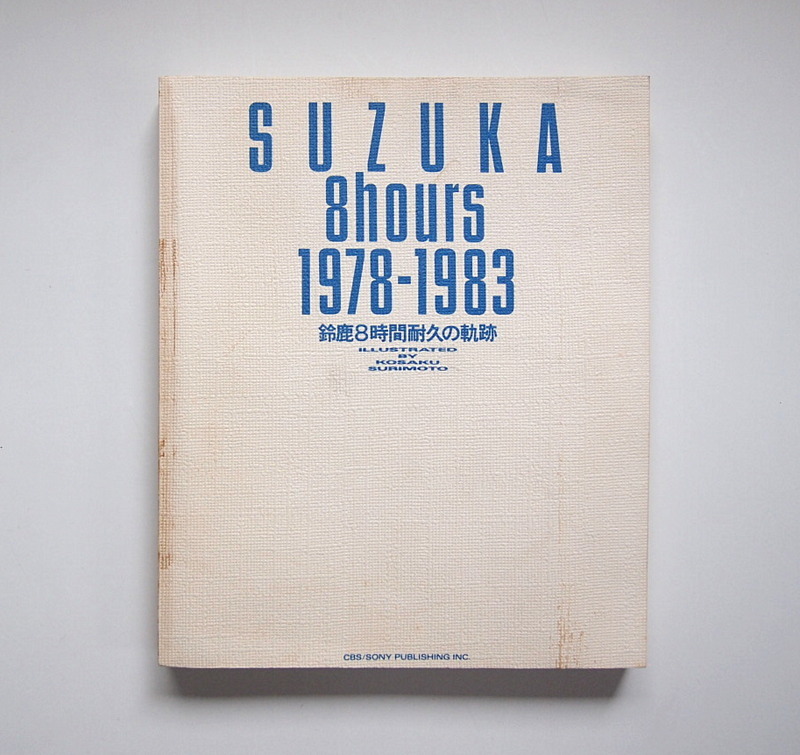 SUZUKA
8hours
1978-1983
鈴鹿8時間耐久の軌跡
ILLUSTRATED
BY
KOSAKU
SURIMOTO
CBS/SONY PUBLISHING INC.